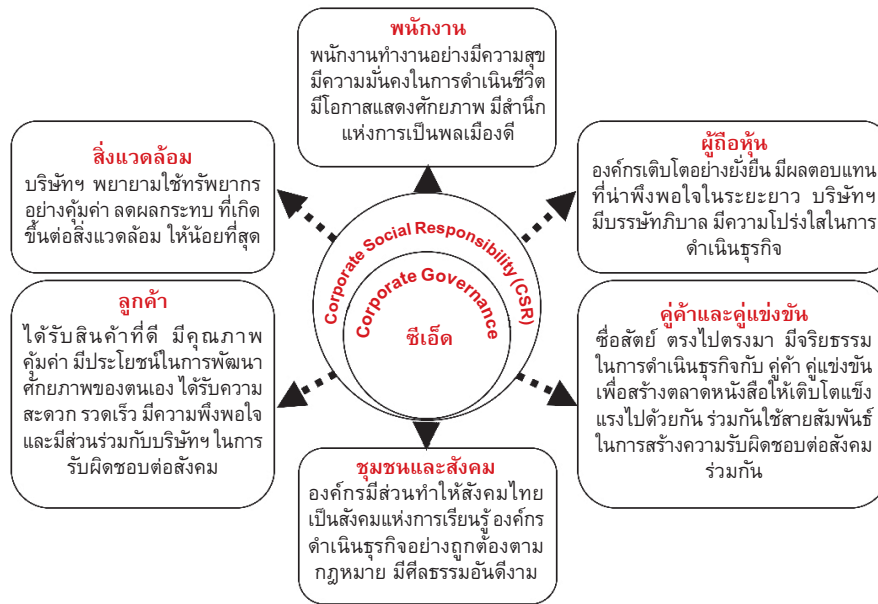 พนักงาน
พนักงานทำงานอย่างมีความสุข
มีความมั่นคงในการดำเนินชีวิต
มีโอกาสแสดงศักยภาพ มีสำนึก
แห่งการเป็นพลเมืองดี
สิ่งแวดล้อม
บริษัทฯ พยายามใช้ทรัพยากร
อย่างคุ้มค่า ลดผลกระทบ ที่เกิด
ขึ้นต่อสิ่งแวดล้อม ให้น้อยที่สุด
ผู้ถือหุ้น
องค์กรเติบโตอย่างยั่งยืน มีผลตอบแทน
ที่น่าพึงพอใจในระยะยาว บริษัทฯ
มีบรรษัทภิบาล มีความโปร่งใสในการ
ดำเนินธุรกิจ
Corporate Social Responsibility (CSR)
Corporate Governance
ซีเอ็ด
ลูกค้า
ได้รับสินค้าที่ดี มีคุณภาพ
คุ้มค่า มีประโยชน์ในการพัฒนา
ศักยภาพของตนเอง ได้รับความ
สะดวก รวดเร็ว มีความพึงพอใจ
และมีส่วนร่วมกับบริษัทฯ ในการ
รับผิดชอบต่อสังคม
คู่ค้าและคู่แข่งขัน
ซื่อสัตย์ ตรงไปตรงมา มีจริยธรรม
ในการดำเนินธุรกิจกับ คู่ค้า คู่แข่งขัน
เพื่อสร้างตลาดหนังสือให้เติบโตแข็ง
แรงไปด้วยกัน ร่วมกันใช้สายสัมพันธ์
ในการสร้างความรับผิดชอบต่อสังคม
ร่วมกัน
ชุมชนและสังคม
องค์กรมีส่วนทำให้สังคมไทย
เป็นสังคมแห่งการเรียนรู้ องค์กร
ดำเนินธุรกิจอย่างถูกต้องตาม
กฎหมาย มีศีลธรรมอันดีงาม